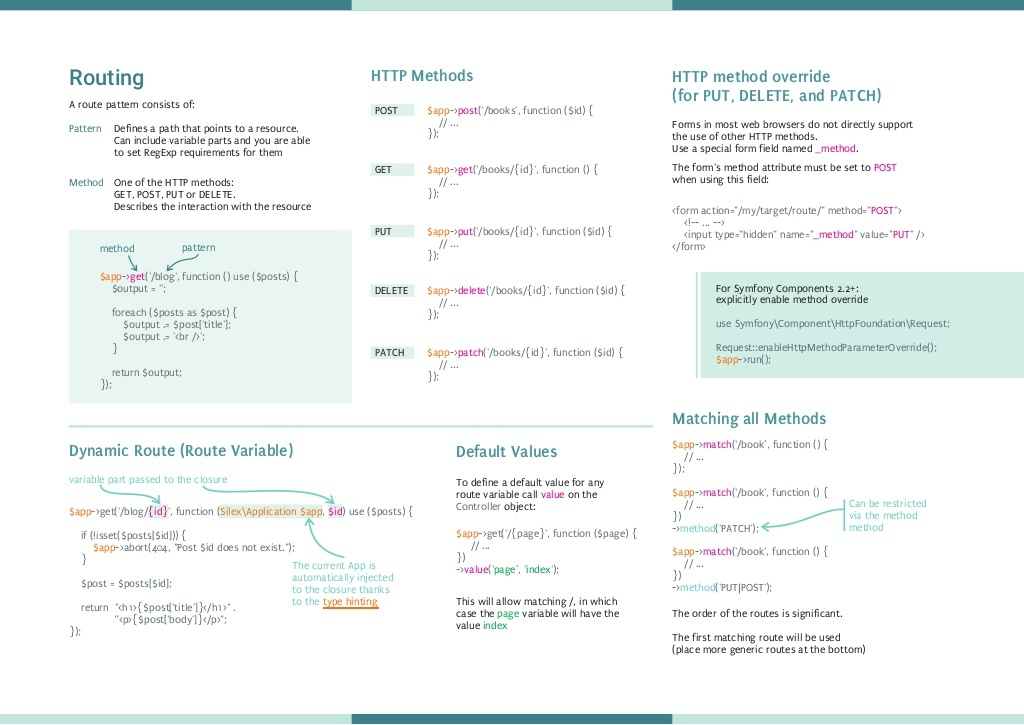 Routing
A route pattern consists of:
Pattern Defines a path that points to a resource.
Can include variable parts and you are able
to set RegExp requirements for them
Method One of the HTTP methods:
GET, POST, PUT or DELETE.
Describes the interaction with the resource
method pattern
$app->get('/blog', function () use ($posts) {
$output = '';
foreach ($posts as $post) {
$output .= $post['title'];
$output .= '<br />';
}
return $output;
});
HTTP Methods
POST $app->post('/books', function ($id) {
// ...
});
GET $app->get('/books/{id}', function () {
// ...
});
PUT $app->put('/books/{id}', function ($id) {
// ...
});
DELETE $app->delete('/books/{id}', function ($id) {
// ...
});
PATCH $app->patch('/books/{id}', function ($id) {
// ...
});
HTTP method override
(for PUT, DELETE, and PATCH)
Forms in most web browsers do not directly support
the use of other HTTP methods.
Use a special form field named _method.
The form's method attribute must be set to POST
when using this field:
<form action="/my/target/route/" method="POST">
<!-- ... -->
<input type="hidden" name="_method" value="PUT" />
</form>
For Symfony Components 2.2+:
explicitly enable method override
use Symfony\Component\HttpFoundation\Request;
Request::enableHttpMethodParameterOverride();
$app->run();
Dynamic Route (Route Variable)
variable part passed to the closure
$app->get('/blog/{id}', function (Silex\Application $app, $id) use ($posts) {
if (!isset($posts[$id])) {
$app->abort(404, "Post $id does not exist.");
}
$post = $posts[$id];
return "<h1>{$post['title']}</h1>" .
"<p>{$post['body']}</p>";
});
The current App is
automatically injected
to the closure thanks
to the type hinting
Default Values
To define a default value for any
route variable call value on the
Controller object:
$app->get('/{page}', function ($page) {
// ...
})
->value('page', 'index');
This will allow matching /, in which
case the page variable will have the
value index
Matching all Methods
$app->match('/book', function () {
// ...
});
$app->match('/book', function () {
// ...
})
->method('PATCH');
Can be restricted
via the method
method
$app->match('/book', function () {
// ...
})
->method('PUT|POST');
The order of the routes is significant.
The first matching route will be used
(place more generic routes at the bottom)